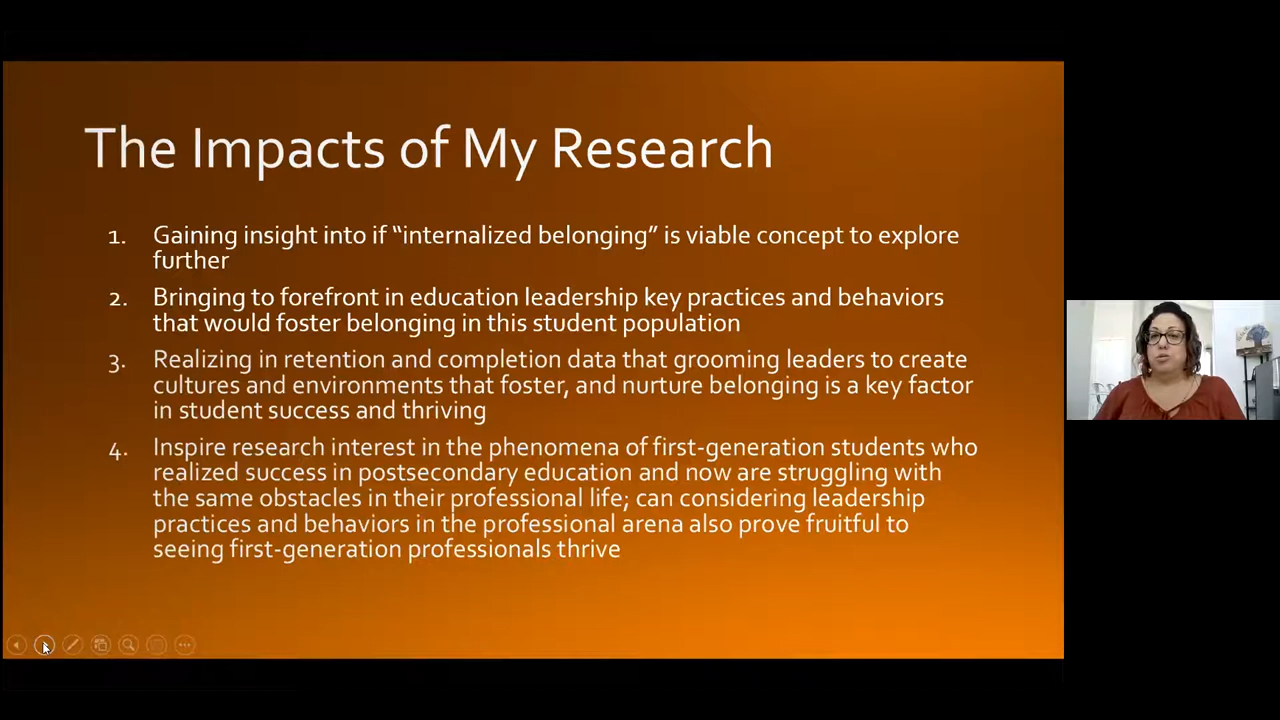 The Impacts of My Research
1. Gaining insight into if “internalized belonging” is viable concept to explore
further
2. Bringing to forefront in education leadership key practices and behaviors
that would foster belonging in this student population
3. Realizing in retention and completion data that grooming leaders to create
cultures and environments that foster, and nurture belonging is a key factor
in student success and thriving
4. Inspire research interest in the phenomena of first-generation students who
realized success in postsecondary education and now are struggling with
the same obstacles in their professional life; can considering leadership
practices and behaviors in the professional arena also prove fruitful to
seeing first-generation professionals thrive